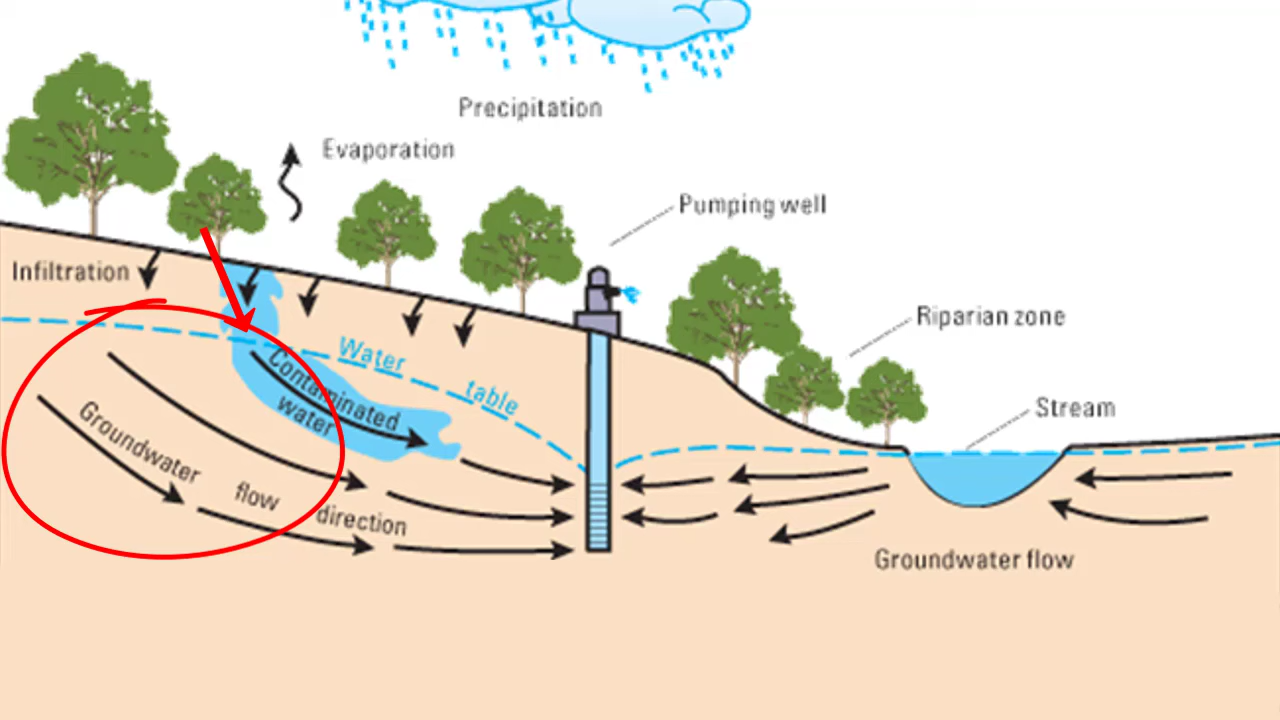 Precipitation
Evaporation
Pumping well
Infiltration
Riparian zone
Water table
Contaminated
water
Stream
Groundwater flow direction
Groundwater flow